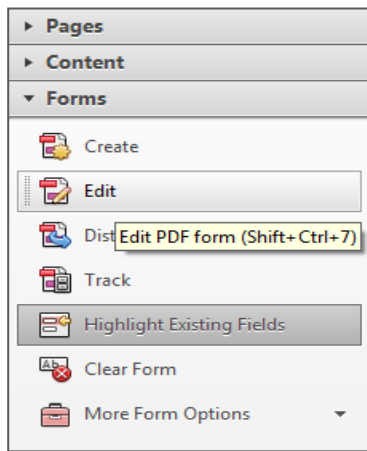 Pages
Content
Forms
Create
Edit
Dist
Edit PDF form (Shift+Ctrl+7)
Track
Highlight Existing Fields
Clear Form
More Form Options